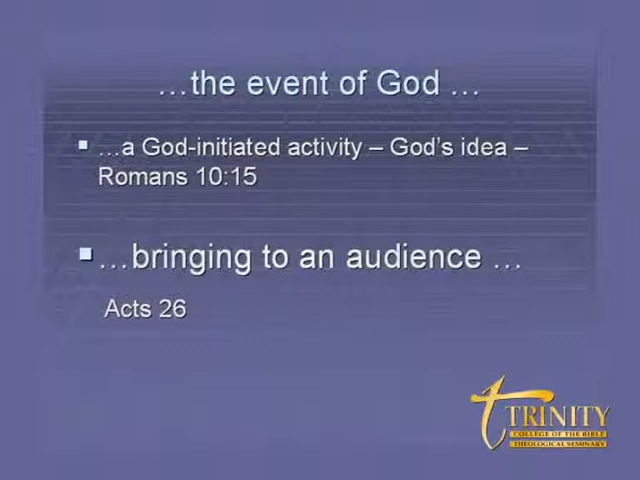 …the event of God …
…a God-initiated activity – God's idea –
Romans 10:15
…bringing to an audience …
Acts 26
TRINITY
COLLEGE OF THE BIBLE
THEOLOGICAL SEMINARY